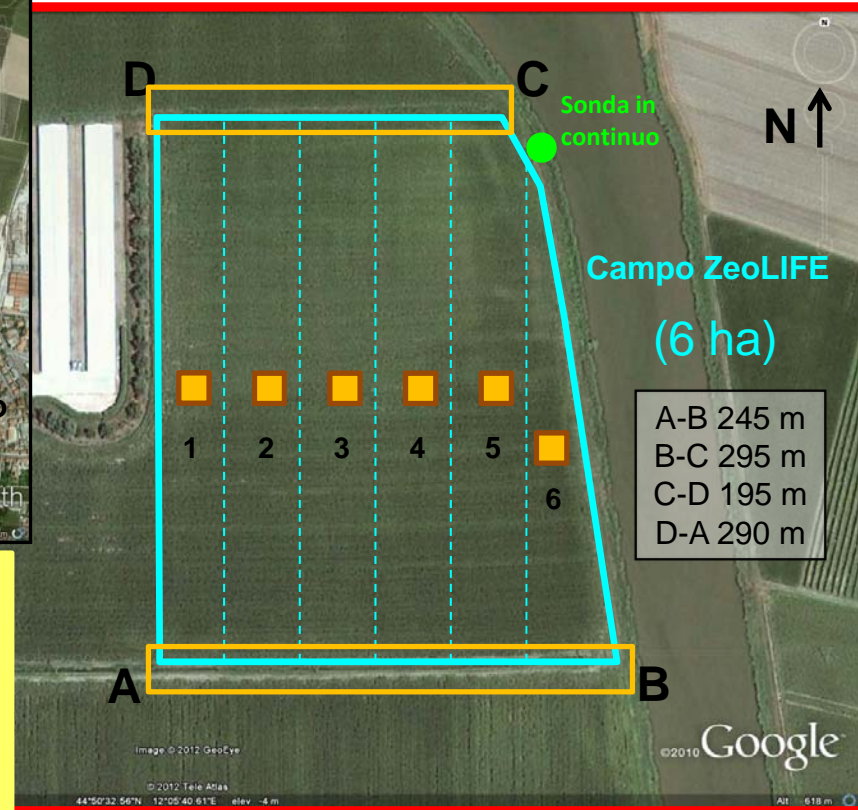 D
C
Sonda in
continuo
N
N
Campo ZeoLIFE
(6 ha)
A-B 245 m
B-C 295 m
C-D 195 m
D-A 290 m
1
2
3
4
5
6
th
A
B
Image © 2012 GeoEye
© 2012 Tele Atlas
©2010 Google
44°50'32.56"N 12°05'40.61"E elev -4 m
Alt 618 m